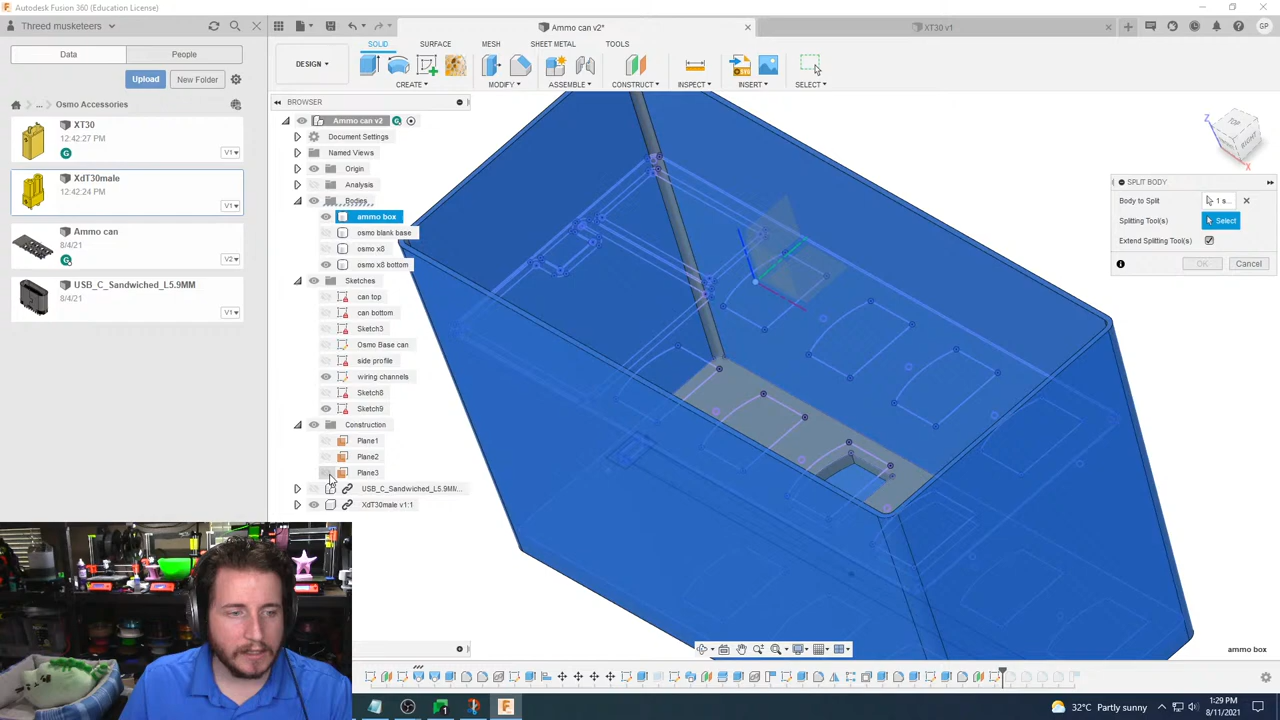 Autodesk Fusion 360 (Education License)
Threed musketeers
Ammo can v2*
XT30 v1
GP
Data
People
Upload
New Folder
... Osmo Accessories
XT30
12:42:27 PM
V1
XdT30male
12:42:24 PM
V1
Ammo can
8/4/21
V2
USB_C_Sandwiched_L5.9MM
8/4/21
V1
SOLID
SURFACE
MESH
SHEET METAL
TOOLS
DESIGN
CREATE
MODIFY
ASSEMBLE
CONSTRUCT
INSPECT
INSERT
SELECT
BROWSER
Ammo can v2
Document Settings
Named Views
Origin
Analysis
Bodies
ammo box
osmo blank base
osmo x8
osmo x8 bottom
Sketches
can top
can bottom
Sketch3
Osmo Base can
side profile
wiring channels
Sketch8
Sketch9
Construction
Plane1
Plane2
Plane3
USB_C_Sandwiched_L5.9MM...
XdT30male v1:1
Z
RIGHT
X
SPLIT BODY
Body to Split
1 s...
Splitting Tool(s)
Select
Extend Splitting Tool(s)
OK
Cancel
ammo box
32°C Partly sunny
1:29 PM
8/11/2021